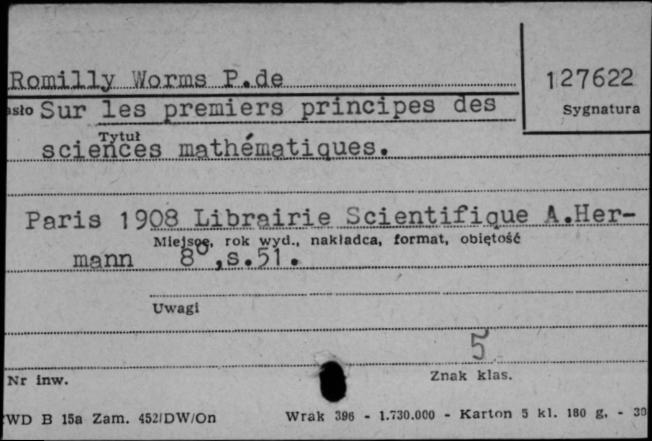 Romilly Worms P.de
127622
Sur les premiers principes des
Sygnatura
Tytuł
sciences mathématiques.
Paris 1908 Librairie Scientifique A.Her-
Miejsce, rok wyd., nakładca, format, objętość
mann 8°,s.51.
Uwagi
5
Nr inw.
Znak klas.
WD B 15a Zam. 452/DW/On Wrak 396 - 1.730.000 - Karton 5 kl. 180 g. - 30